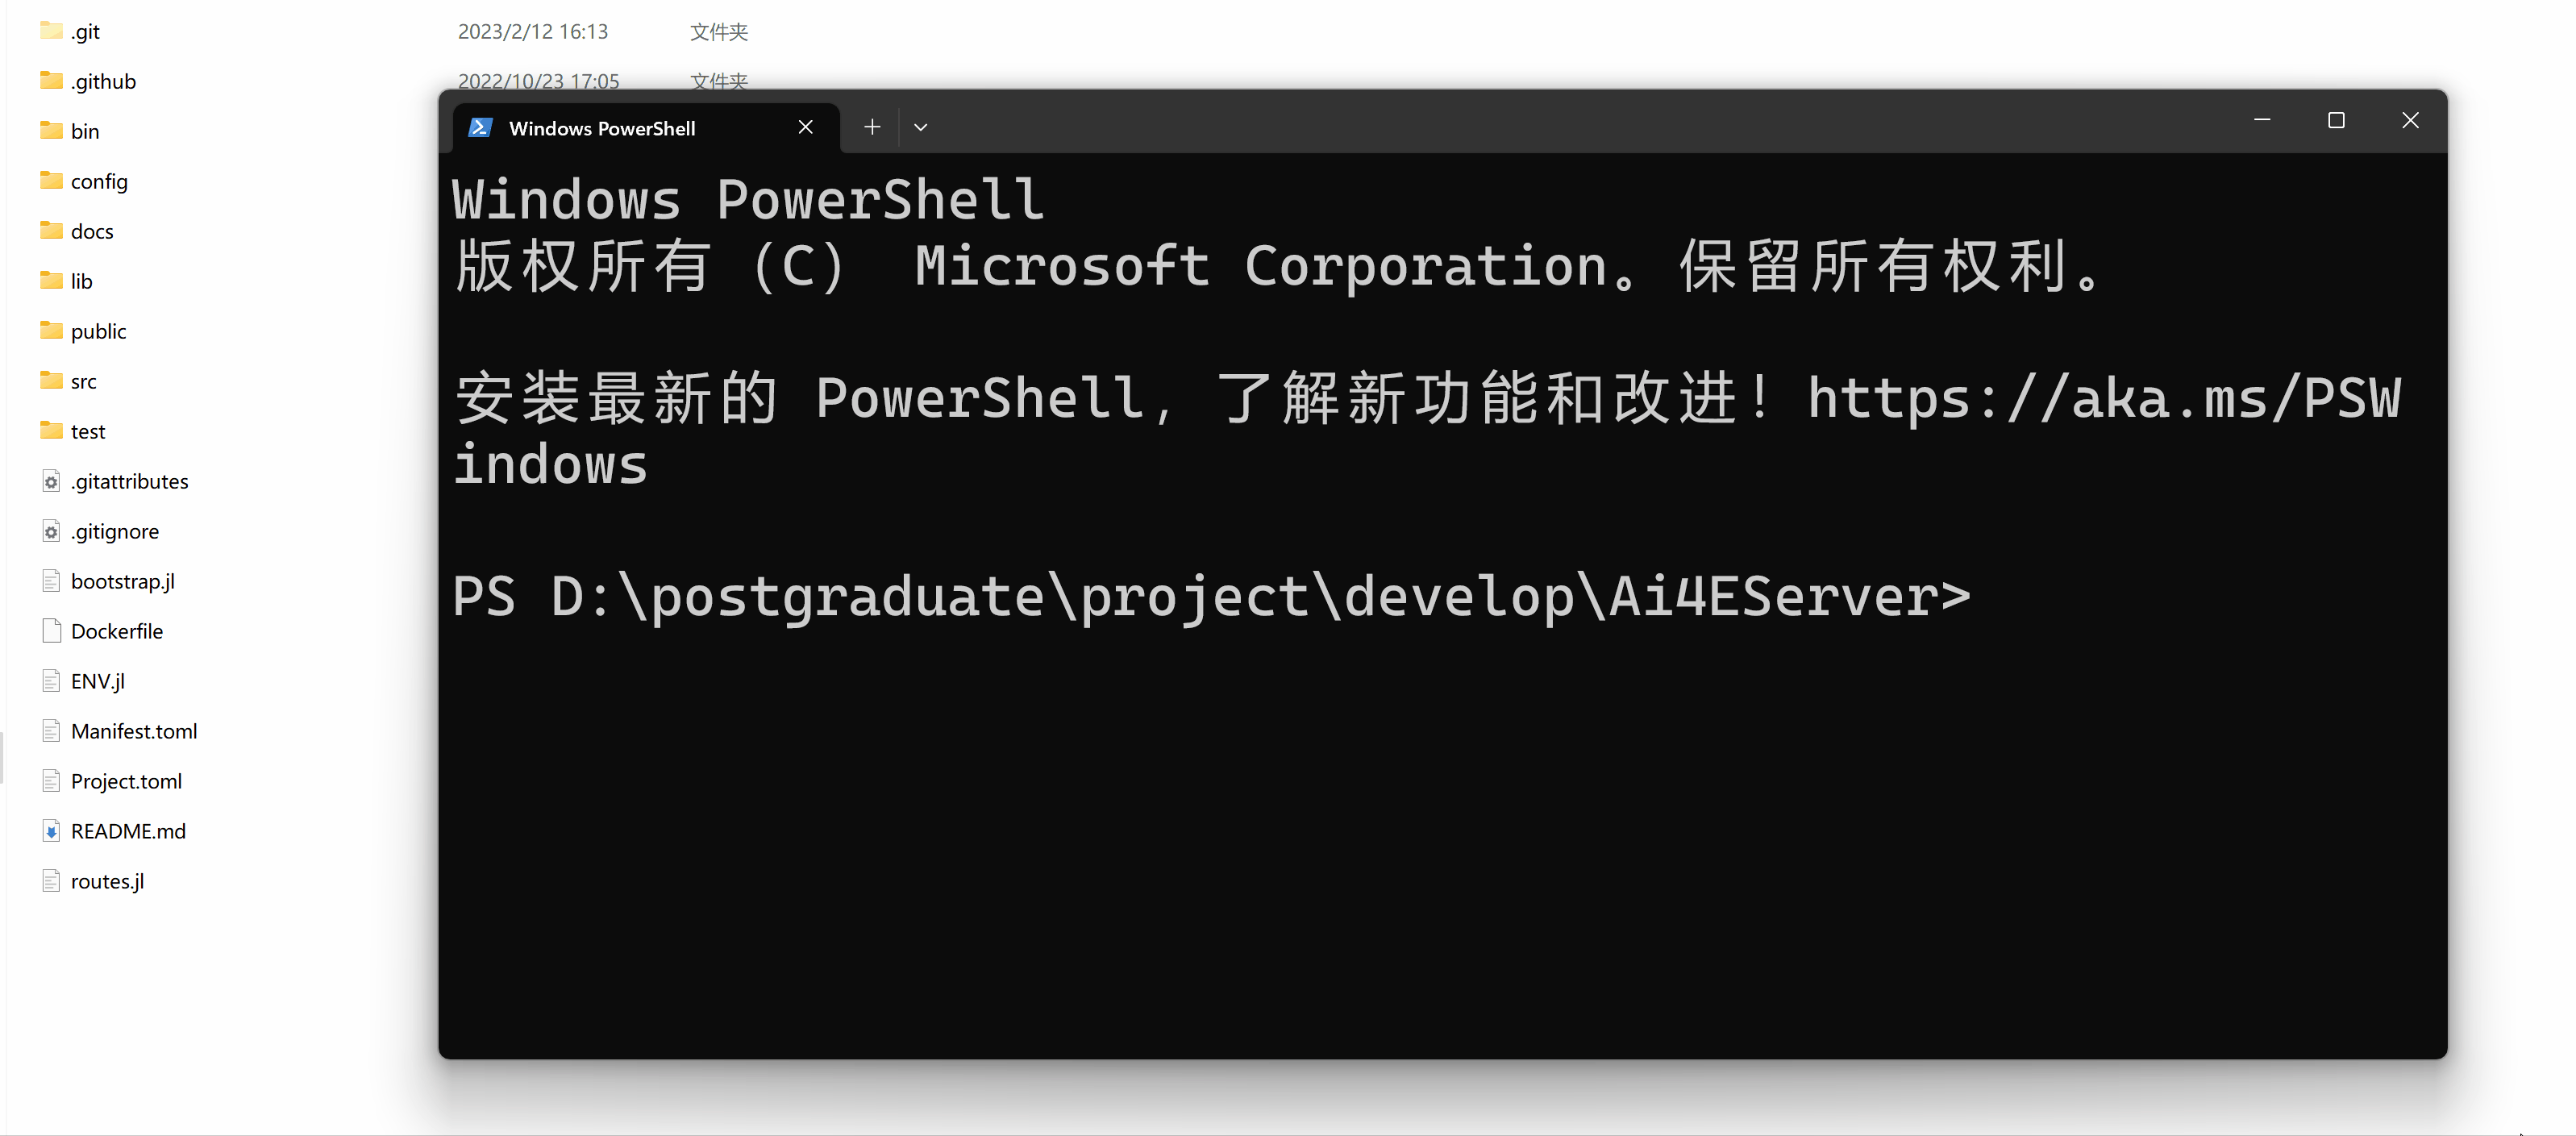 .git 2023/2/12 16:13 文件夹
.github 2022/10/23 17:05 文件夹
bin
config
docs
lib
public
src
test
.gitattributes
.gitignore
bootstrap.jl
Dockerfile
ENV.jl
Manifest.toml
Project.toml
README.md
routes.jl
Windows PowerShell
Windows PowerShell
版权所有 (C) Microsoft Corporation。保留所有权利。
安装最新的 PowerShell，了解新功能和改进！https://aka.ms/PSW
indows
PS D:\postgraduate\project\develop\Ai4EServer>